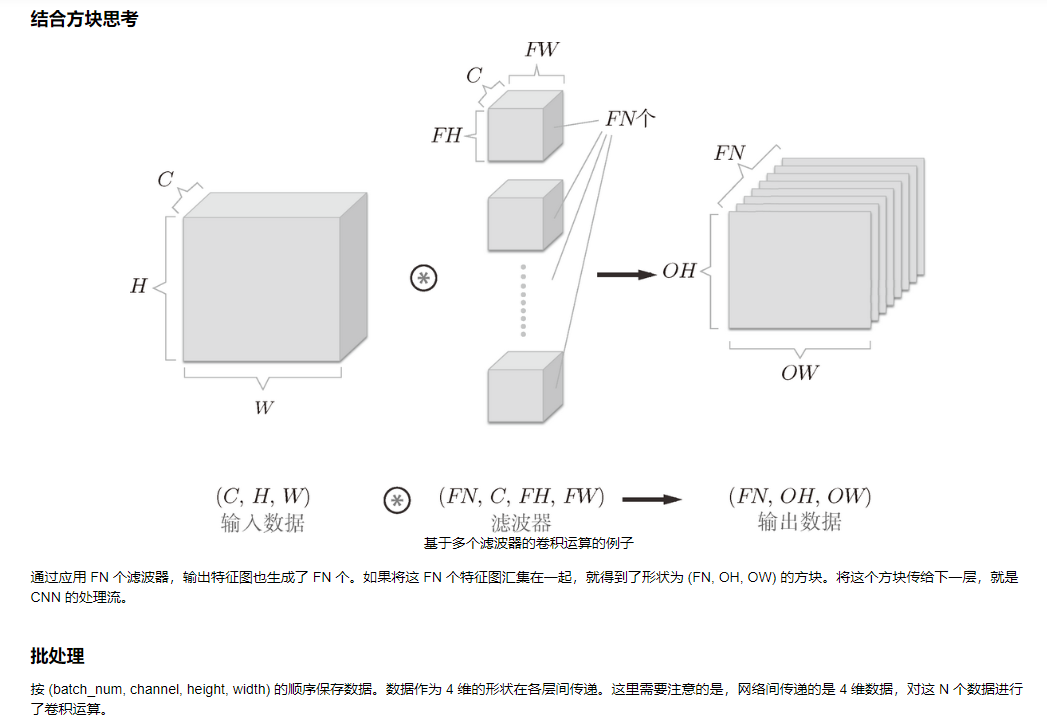 结合方块思考
FW
C
FH
FN个
FN
C
H
OH
W
OW
(C, H, W) ⊛ (FN, C, FH, FW) → (FN, OH, OW)
输入数据 滤波器 输出数据
基于多个滤波器的卷积运算的例子
通过应用 FN 个滤波器，输出特征图也生成了 FN 个。如果将这 FN 个特征图汇集在一起，就得到了形状为 (FN, OH, OW) 的方块。将这个方块传给下一层，就是
CNN 的处理流。
批处理
按 (batch_num, channel, height, width) 的顺序保存数据。数据作为 4 维的形状在各层间传递。这里需要注意的是，网络间传递的是 4 维数据，对这 N 个数据进行
了卷积运算。